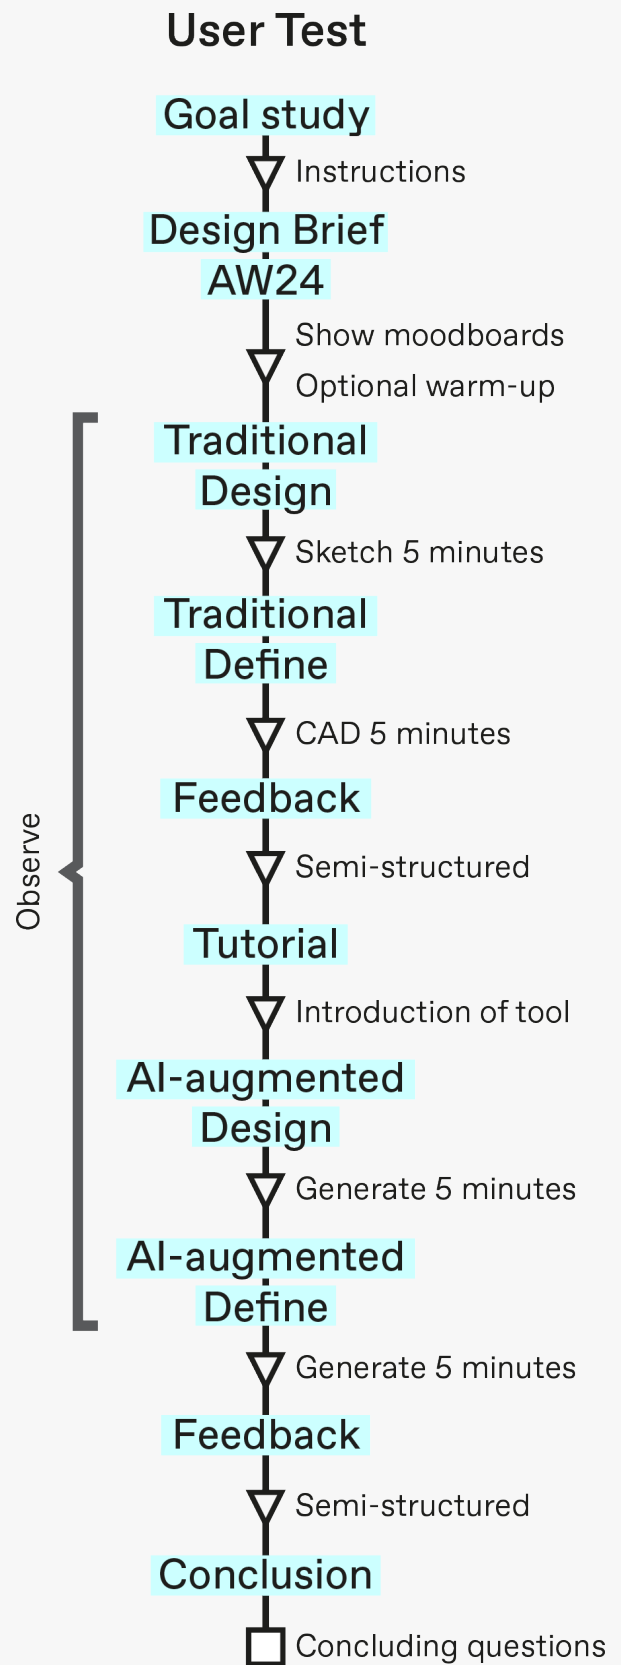 User Test
Goal study
Instructions
Design Brief
AW24
Show moodboards
Optional warm-up
Traditional
Design
Sketch 5 minutes
Traditional
Define
CAD 5 minutes
Feedback
Observe
Semi-structured
Tutorial
Introduction of tool
AI-augmented
Design
Generate 5 minutes
AI-augmented
Define
Generate 5 minutes
Feedback
Semi-structured
Conclusion
Concluding questions